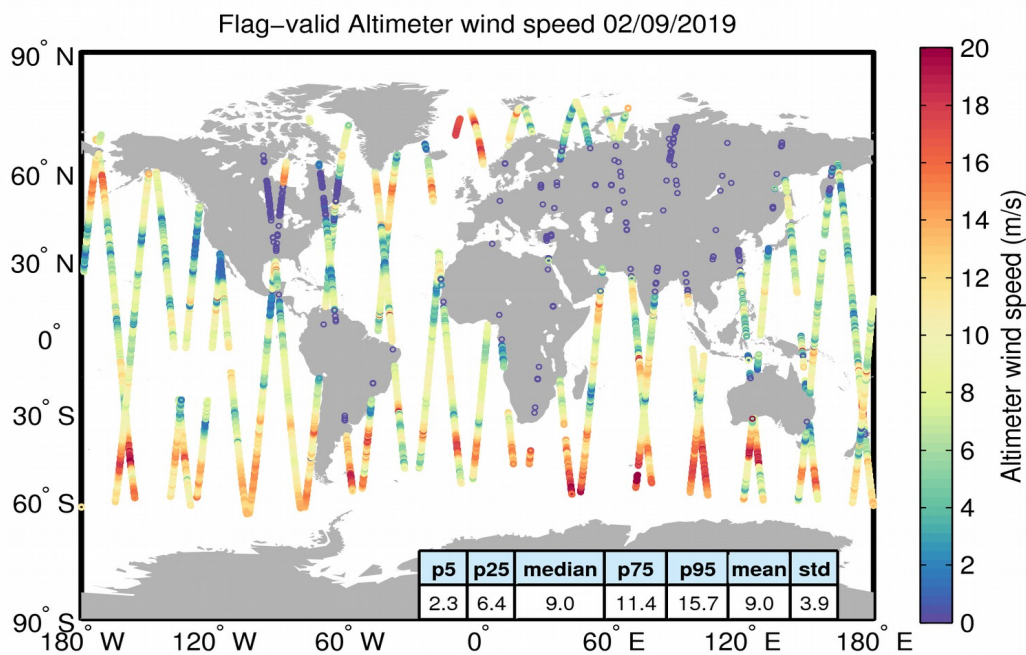 Flag−valid Altimeter wind speed 02/09/2019
90° N
60° N
30° N
0°
30° S
60° S
90° S
180° W
120° W
60° W
0°
60° E
120° E
180° E
p5 p25 median p75 p95 mean std
2.3 6.4 9.0 11.4 15.7 9.0 3.9
20
18
16
14
12
10
8
6
4
2
0
Altimeter wind speed (m/s)